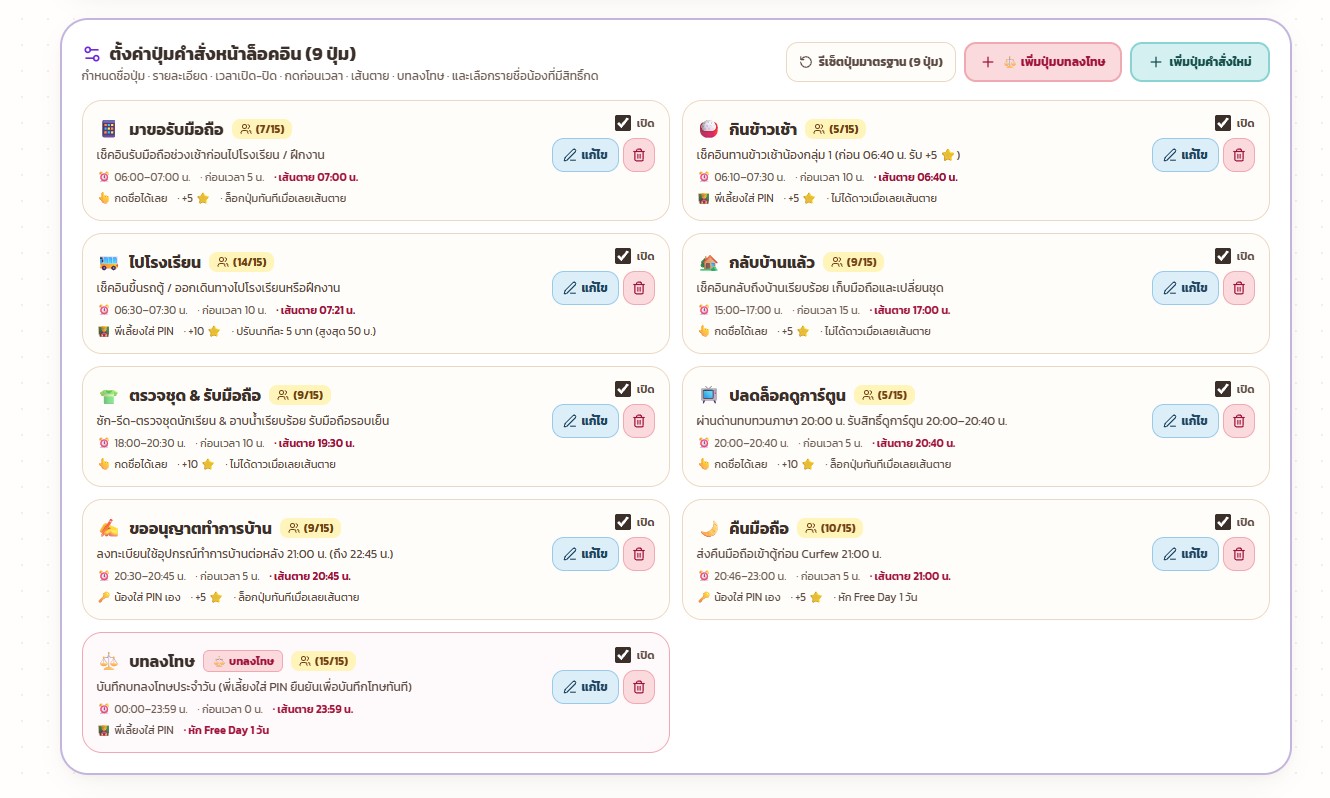 ตั้งค่าปุ่มคำสั่งหน้าล็อคอิน (9 ปุ่ม)
กำหนดชื่อปุ่ม · รายละเอียด · เวลาเปิด-ปิด · กดก่อนเวลา · เส้นตาย · บทลงโทษ · และเลือกรายชื่อน้องที่มีสิทธิ์กด
รีเซ็ตปุ่มมาตรฐาน (9 ปุ่ม)
+ ⚖️ เพิ่มปุ่มบทลงโทษ
+ เพิ่มปุ่มคำสั่งใหม่
มาขอรับมือถือ (7/15)
เปิด
เช็คอินรับมือถือช่วงเช้าก่อนไปโรงเรียน / ฝึกงาน
แก้ไข
⏰ 06:00–07:00 น. · ก่อนเวลา 5 น. · เส้นตาย 07:00 น.
👆 กดชื่อได้เลย · +5 ⭐ · ล็อกปุ่มทันทีเมื่อเลยเส้นตาย
กินข้าวเช้า (5/15)
เปิด
เช็คอินทานข้าวเช้าน้องกลุ่ม 1 (ก่อน 06:40 น. รับ +5 ⭐)
แก้ไข
⏰ 06:10–07:30 น. · ก่อนเวลา 10 น. · เส้นตาย 06:40 น.
พี่เลี้ยงใส่ PIN · +5 ⭐ · ไม่ได้ดาวเมื่อเลยเส้นตาย
ไปโรงเรียน (14/15)
เปิด
เช็คอินขึ้นรถตู้ / ออกเดินทางไปโรงเรียนหรือฝึกงาน
แก้ไข
⏰ 06:30–07:30 น. · ก่อนเวลา 10 น. · เส้นตาย 07:21 น.
พี่เลี้ยงใส่ PIN · +10 ⭐ · ปรับนาทีละ 5 บาท (สูงสุด 50 บ.)
กลับบ้านแล้ว (9/15)
เปิด
เช็คอินกลับถึงบ้านเรียบร้อย เก็บมือถือและเปลี่ยนชุด
แก้ไข
⏰ 15:00–17:00 น. · ก่อนเวลา 15 น. · เส้นตาย 17:00 น.
👆 กดชื่อได้เลย · +5 ⭐ · ไม่ได้ดาวเมื่อเลยเส้นตาย
ตรวจชุด & รับมือถือ (9/15)
เปิด
ซัก-รีด-ตรวจชุดนักเรียน & อาบน้ำเรียบร้อย รับมือถือรอบเย็น
แก้ไข
⏰ 18:00–20:30 น. · ก่อนเวลา 10 น. · เส้นตาย 19:30 น.
👆 กดชื่อได้เลย · +10 ⭐ · ไม่ได้ดาวเมื่อเลยเส้นตาย
ปลดล็อคดูการ์ตูน (5/15)
เปิด
ผ่านด่านทบทวนภาษา 20:00 น. รับสิทธิ์ดูการ์ตูน 20:00–20:40 น.
แก้ไข
⏰ 20:00–20:40 น. · ก่อนเวลา 5 น. · เส้นตาย 20:40 น.
👆 กดชื่อได้เลย · +10 ⭐ · ล็อกปุ่มทันทีเมื่อเลยเส้นตาย
ขออนุญาตทำการบ้าน (9/15)
เปิด
ลงทะเบียนใช้อุปกรณ์ทำการบ้านต่อหลัง 21:00 น. (ถึง 22:45 น.)
แก้ไข
⏰ 20:30–20:45 น. · ก่อนเวลา 5 น. · เส้นตาย 20:45 น.
🔑 น้องใส่ PIN เอง · +5 ⭐ · ล็อกปุ่มทันทีเมื่อเลยเส้นตาย
คืนมือถือ (10/15)
เปิด
ส่งคืนมือถือเข้าตู้ก่อน Curfew 21:00 น.
แก้ไข
⏰ 20:46–23:00 น. · ก่อนเวลา 5 น. · เส้นตาย 21:00 น.
🔑 น้องใส่ PIN เอง · +5 ⭐ · หัก Free Day 1 วัน
บทลงโทษ ⚖️ บทลงโทษ (15/15)
เปิด
บันทึกบทลงโทษประจำวัน (พี่เลี้ยงใส่ PIN ยืนยันเพื่อบันทึกโทษทันที)
แก้ไข
⏰ 00:00–23:59 น. · ก่อนเวลา 0 น. · เส้นตาย 23:59 น.
พี่เลี้ยงใส่ PIN · หัก Free Day 1 วัน